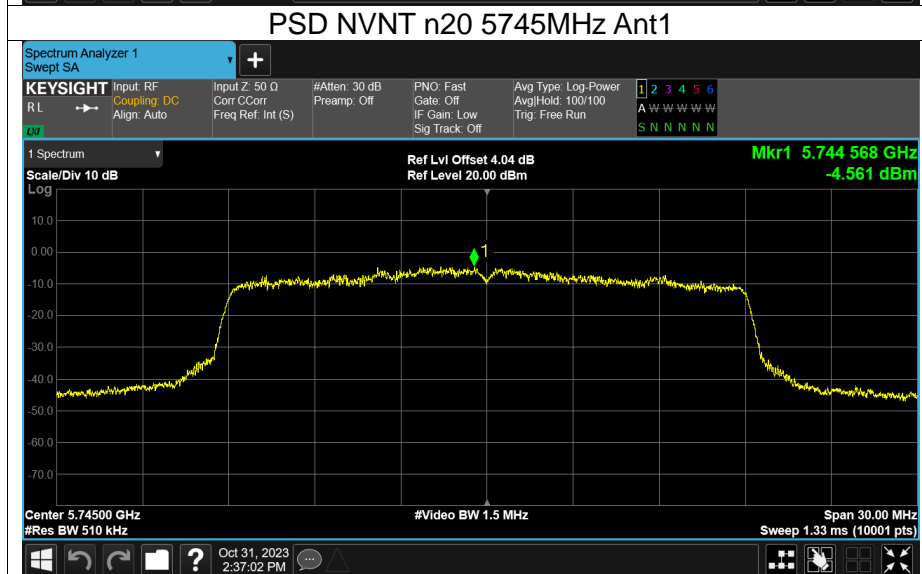 PSD NVNT n20 5745MHz Ant1
Spectrum Analyzer 1
Swept SA
+
KEYSIGHT
R L
LXI
Input: RF
Coupling: DC
Align: Auto
Input Z: 50 Ω
Corr CCorr
Freq Ref: Int (S)
#Atten: 30 dB
Preamp: Off
PNO: Fast
Gate: Off
IF Gain: Low
Sig Track: Off
Avg Type: Log-Power
Avg|Hold: 100/100
Trig: Free Run
1 2 3 4 5 6
A W W W W W
S N N N N N
1 Spectrum
Scale/Div 10 dB
Ref Lvl Offset 4.04 dB
Ref Level 20.00 dBm
Mkr1 5.744 568 GHz
-4.561 dBm
Log
10.0
0.00
-10.0
-20.0
-30.0
-40.0
-50.0
-60.0
-70.0
1
Center 5.74500 GHz
#Res BW 510 kHz
#Video BW 1.5 MHz
Span 30.00 MHz
Sweep 1.33 ms (10001 pts)
?
Oct 31, 2023
2:37:02 PM